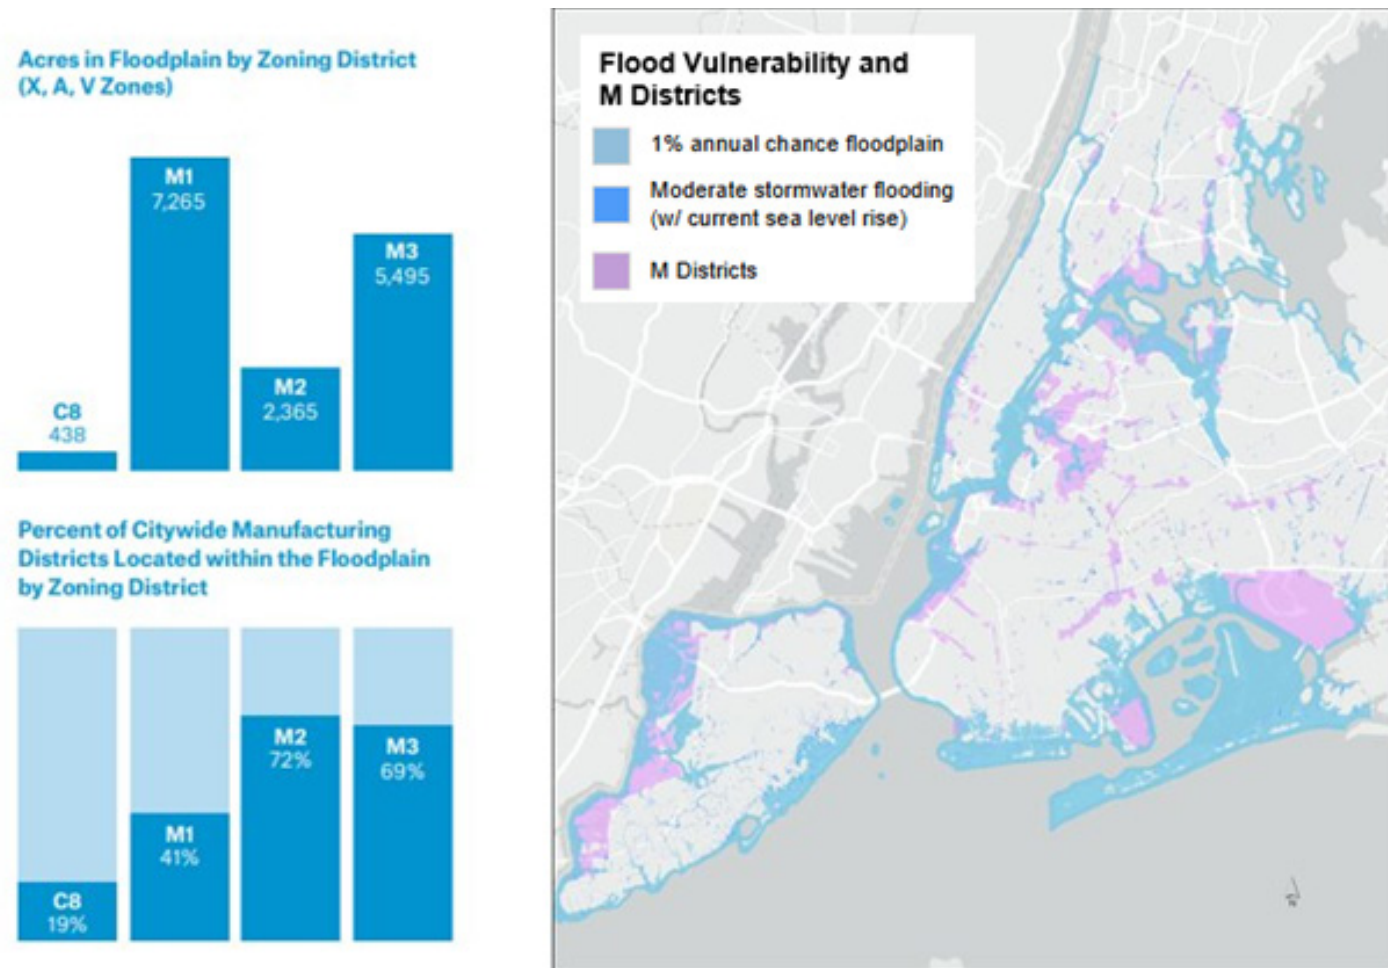 Acres in Floodplain by Zoning District
(X, A, V Zones)
C8
438
M1
7,265
M2
2,365
M3
5,495
Percent of Citywide Manufacturing
Districts Located within the Floodplain
by Zoning District
C8
19%
M1
41%
M2
72%
M3
69%
Flood Vulnerability and
M Districts
1% annual chance floodplain
Moderate stormwater flooding
(w/ current sea level rise)
M Districts
N